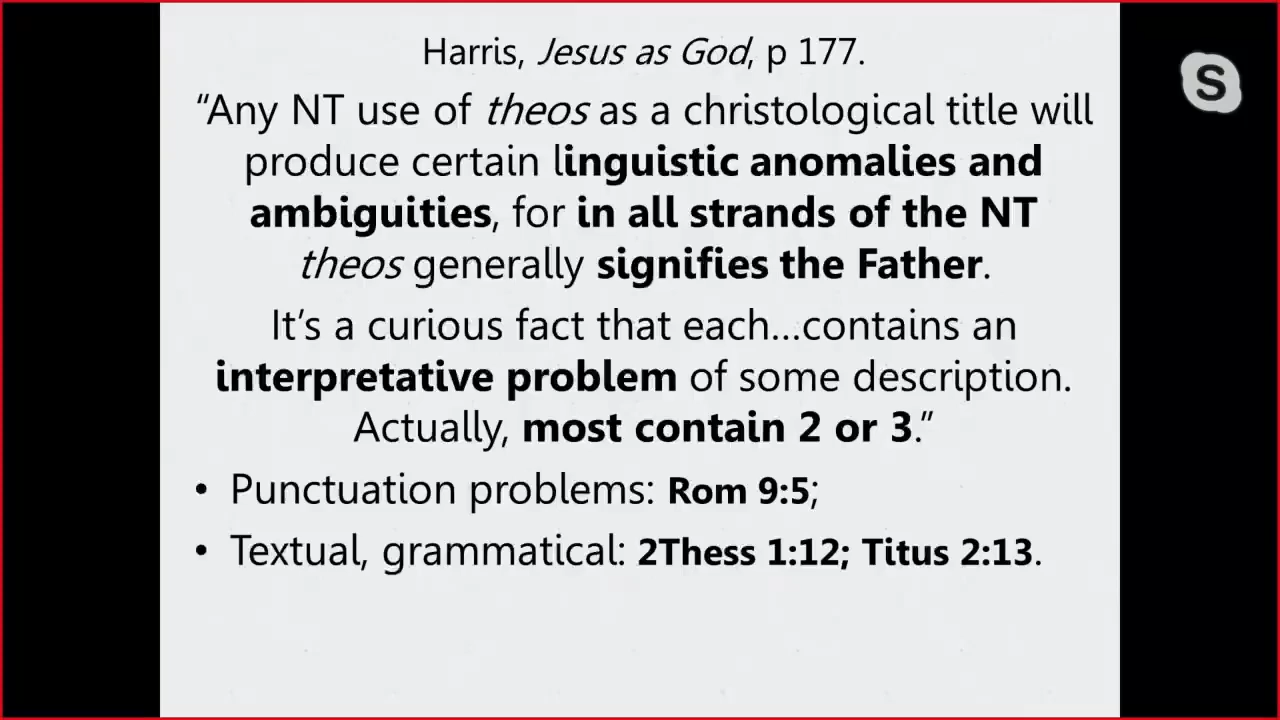 Harris, Jesus as God, p 177.
“Any NT use of theos as a christological title will
produce certain linguistic anomalies and
ambiguities, for in all strands of the NT
theos generally signifies the Father.
It’s a curious fact that each...contains an
interpretative problem of some description.
Actually, most contain 2 or 3.”
• Punctuation problems: Rom 9:5;
• Textual, grammatical: 2Thess 1:12; Titus 2:13.
S